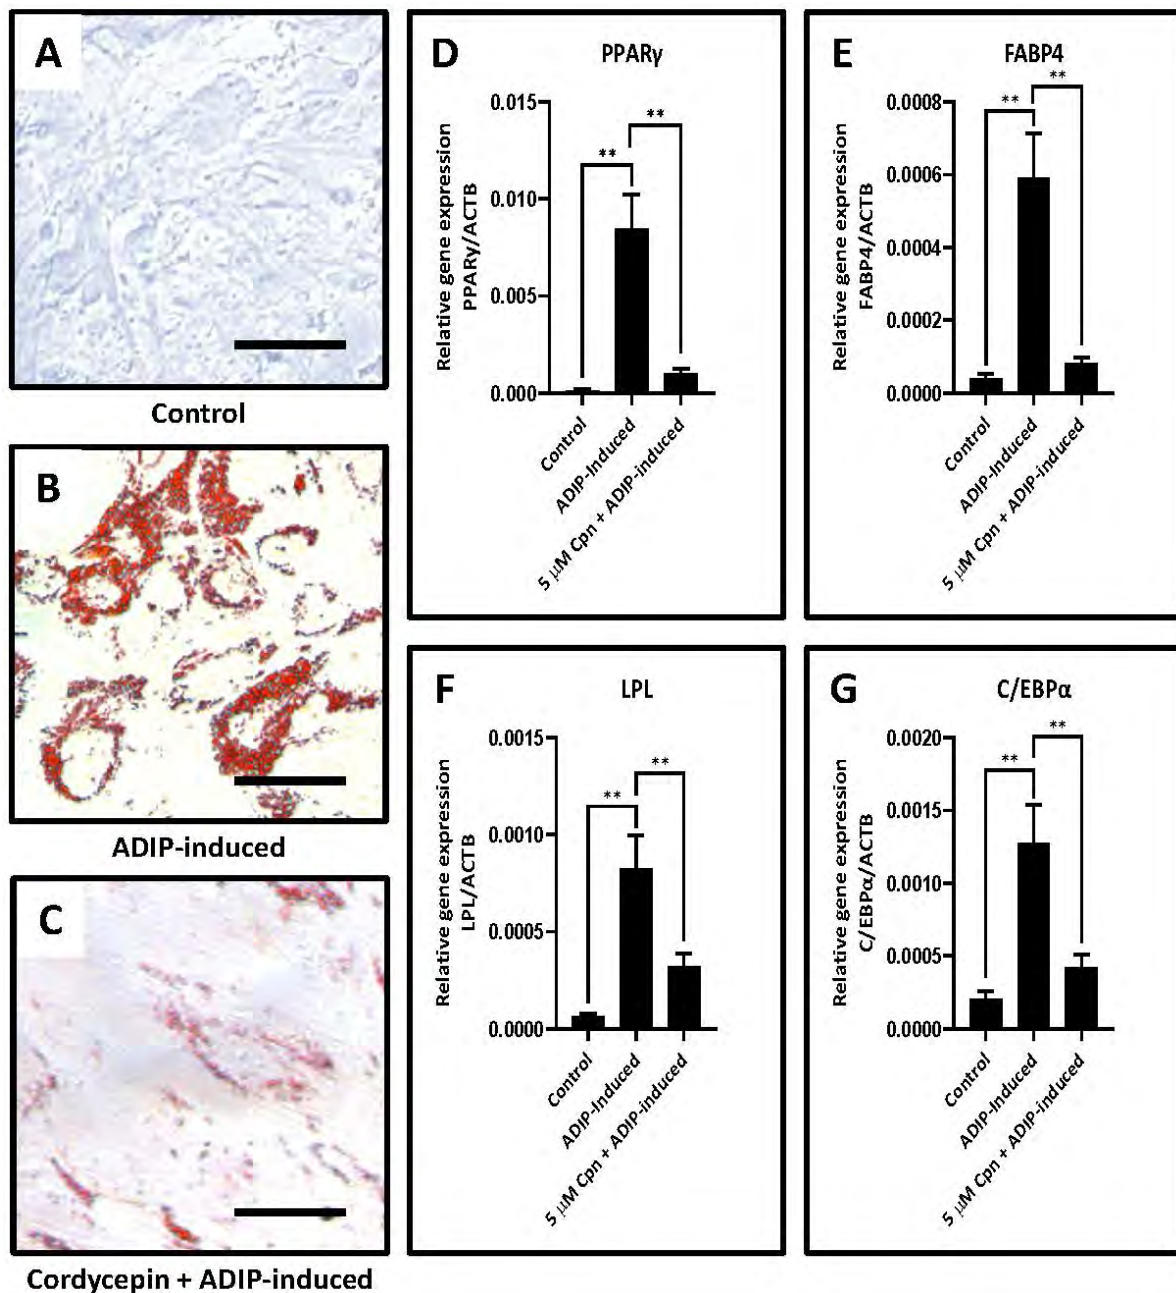 A
Control
B
ADIP-induced
C
Cordycepin + ADIP-induced
D
PPARγ
Relative gene expression
PPARγ/ACTB
0.015
0.010
0.005
0.000
**
**
Control
ADIP-Induced
5 μM Cpn + ADIP-induced
E
FABP4
Relative gene expression
FABP4/ACTB
0.0008
0.0006
0.0004
0.0002
0.0000
**
**
Control
ADIP-Induced
5 μM Cpn + ADIP-induced
F
LPL
Relative gene expression
LPL/ACTB
0.0015
0.0010
0.0005
0.0000
**
**
Control
ADIP-Induced
5 μM Cpn + ADIP-induced
G
C/EBPα
Relative gene expression
C/EBPα/ACTB
0.0020
0.0015
0.0010
0.0005
0.0000
**
**
Control
ADIP-Induced
5 μM Cpn + ADIP-induced